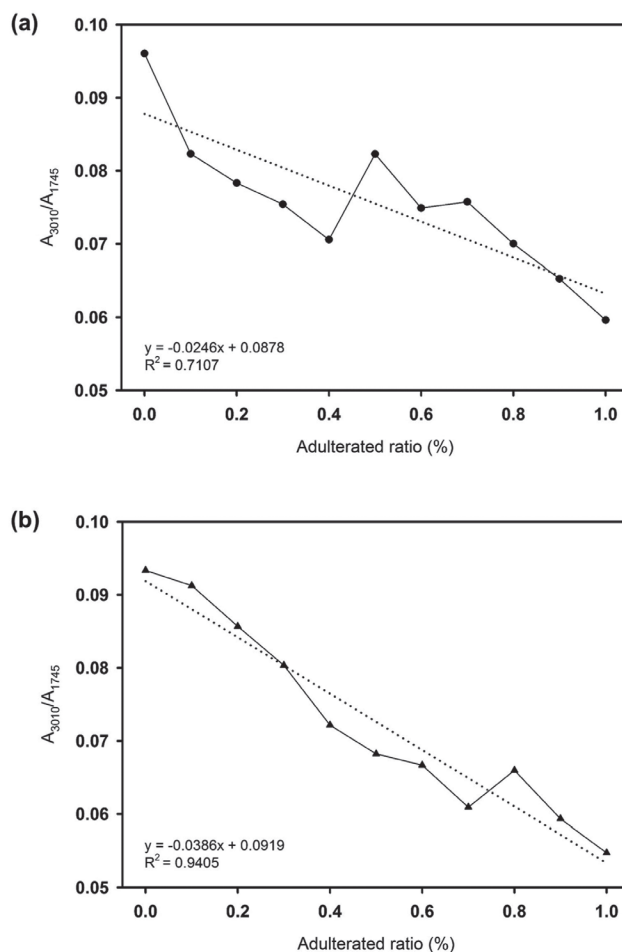 (a)
0.10
0.09
0.08
0.07
0.06
0.05
A3010/A1745
y = -0.0246x + 0.0878
R2 = 0.7107
0.0 0.2 0.4 0.6 0.8 1.0
Adulterated ratio (%)
(b)
0.10
0.09
0.08
0.07
0.06
0.05
A3010/A1745
y = -0.0386x + 0.0919
R2 = 0.9405
0.0 0.2 0.4 0.6 0.8 1.0
Adulterated ratio (%)